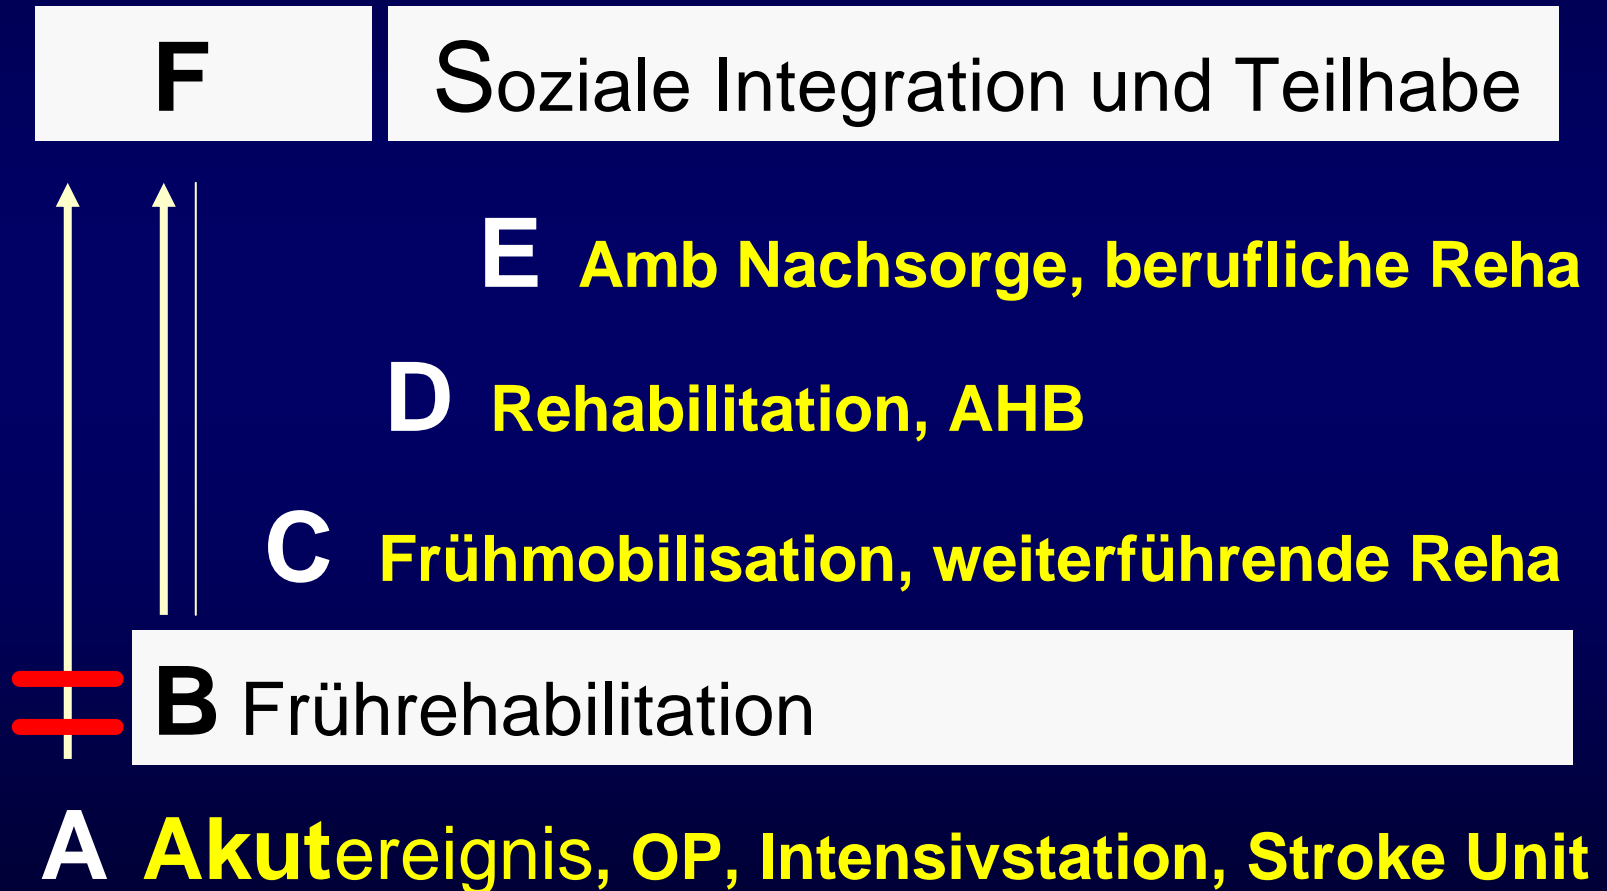 F Soziale Integration und Teilhabe
E Amb Nachsorge, berufliche Reha
D Rehabilitation, AHB
C Frühmobilisation, weiterführende Reha
B Frührehabilitation
A Akutereignis, OP, Intensivstation, Stroke Unit